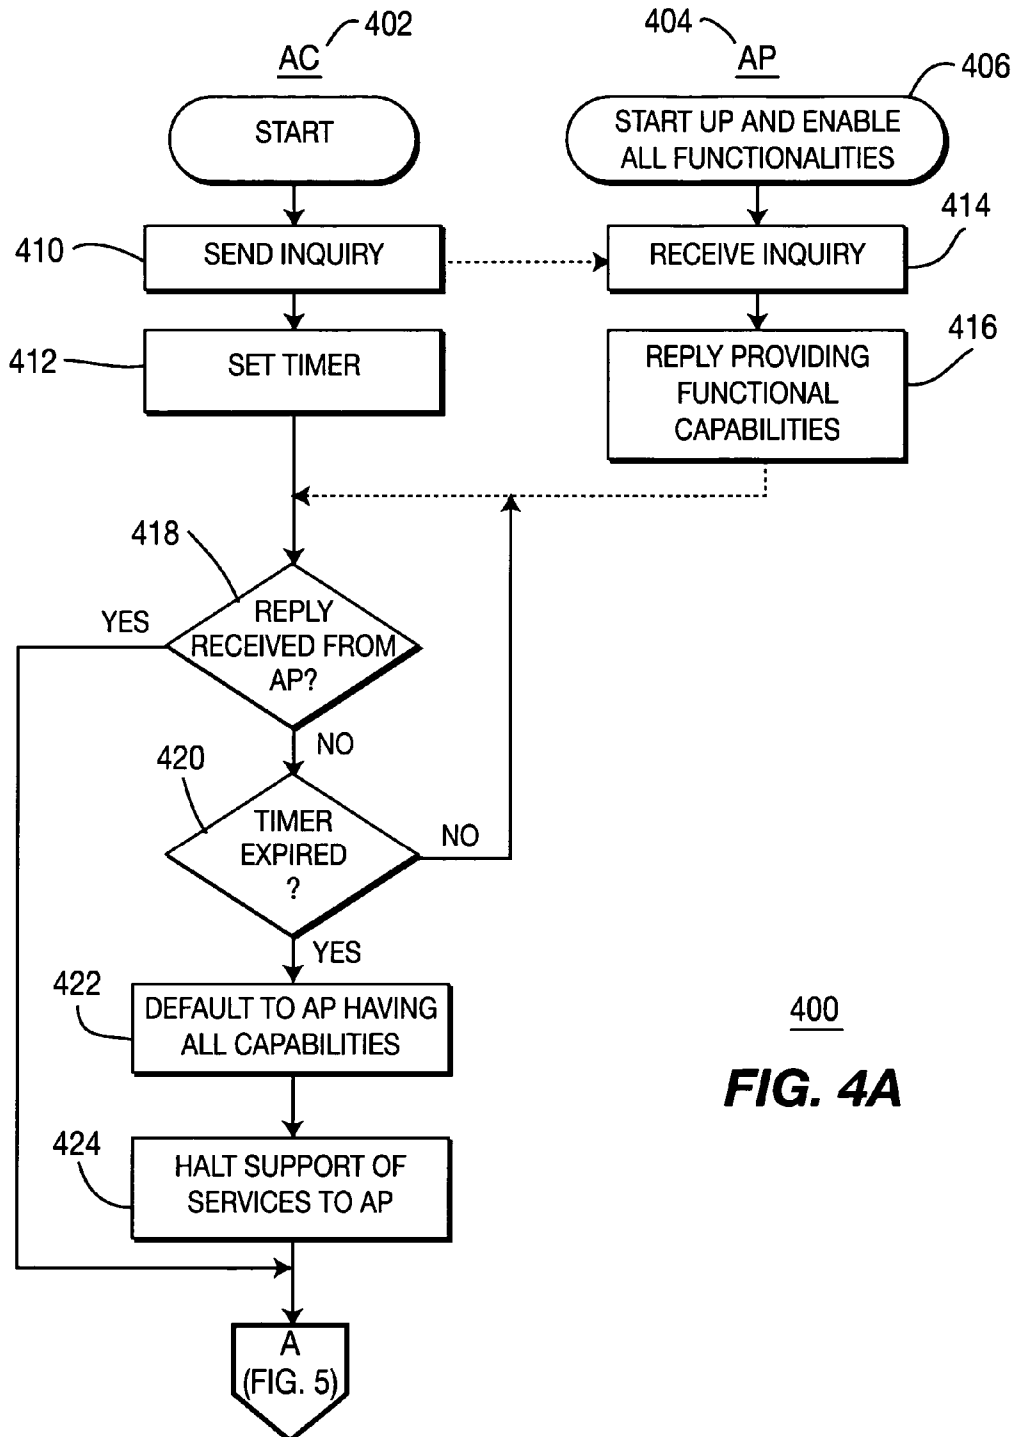 402
AC
404
AP
406
START
START UP AND ENABLE
ALL FUNCTIONALITIES
410
SEND INQUIRY
RECEIVE INQUIRY
414
412
SET TIMER
REPLY PROVIDING
FUNCTIONAL
CAPABILITIES
416
418
YES
REPLY
RECEIVED FROM
AP?
NO
420
TIMER
EXPIRED
?
NO
YES
422
DEFAULT TO AP HAVING
ALL CAPABILITIES
424
HALT SUPPORT OF
SERVICES TO AP
A
(FIG. 5)
400
FIG. 4A